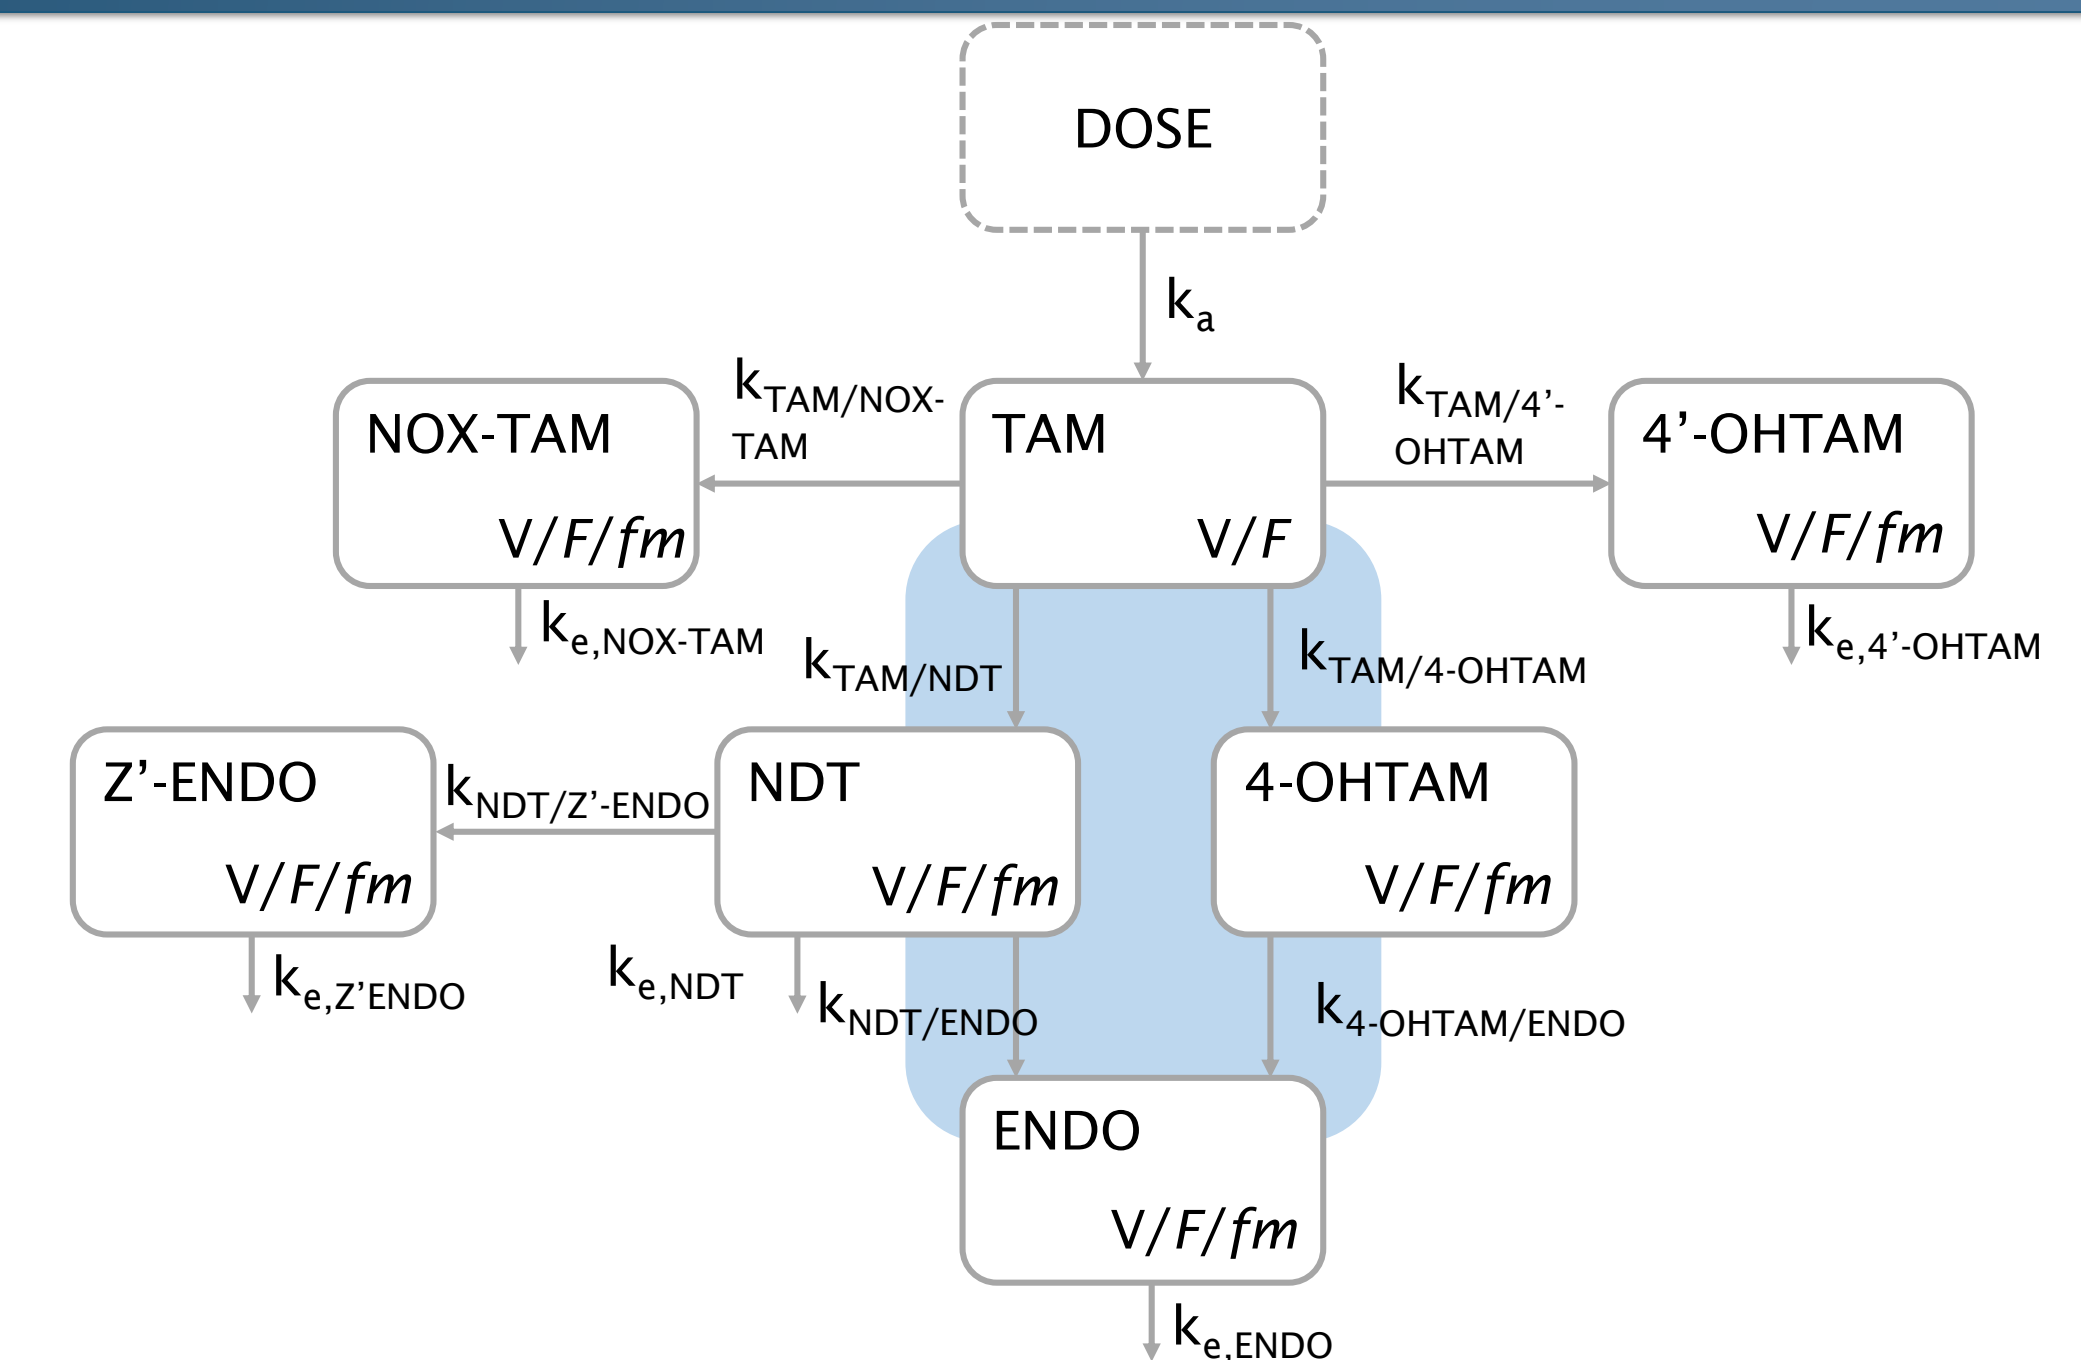 DOSE
ka
kTAM/NOX-
TAM
kTAM/4’-
OHTAM
NOX-TAM
V/F/fm
TAM
V/F
4’-OHTAM
V/F/fm
ke,NOX-TAM
kTAM/NDT
kTAM/4-OHTAM
ke,4’-OHTAM
Z’-ENDO
V/F/fm
kNDT/Z’-ENDO
NDT
V/F/fm
4-OHTAM
V/F/fm
ke,Z’ENDO
ke,NDT
kNDT/ENDO
k4-OHTAM/ENDO
ENDO
V/F/fm
ke,ENDO